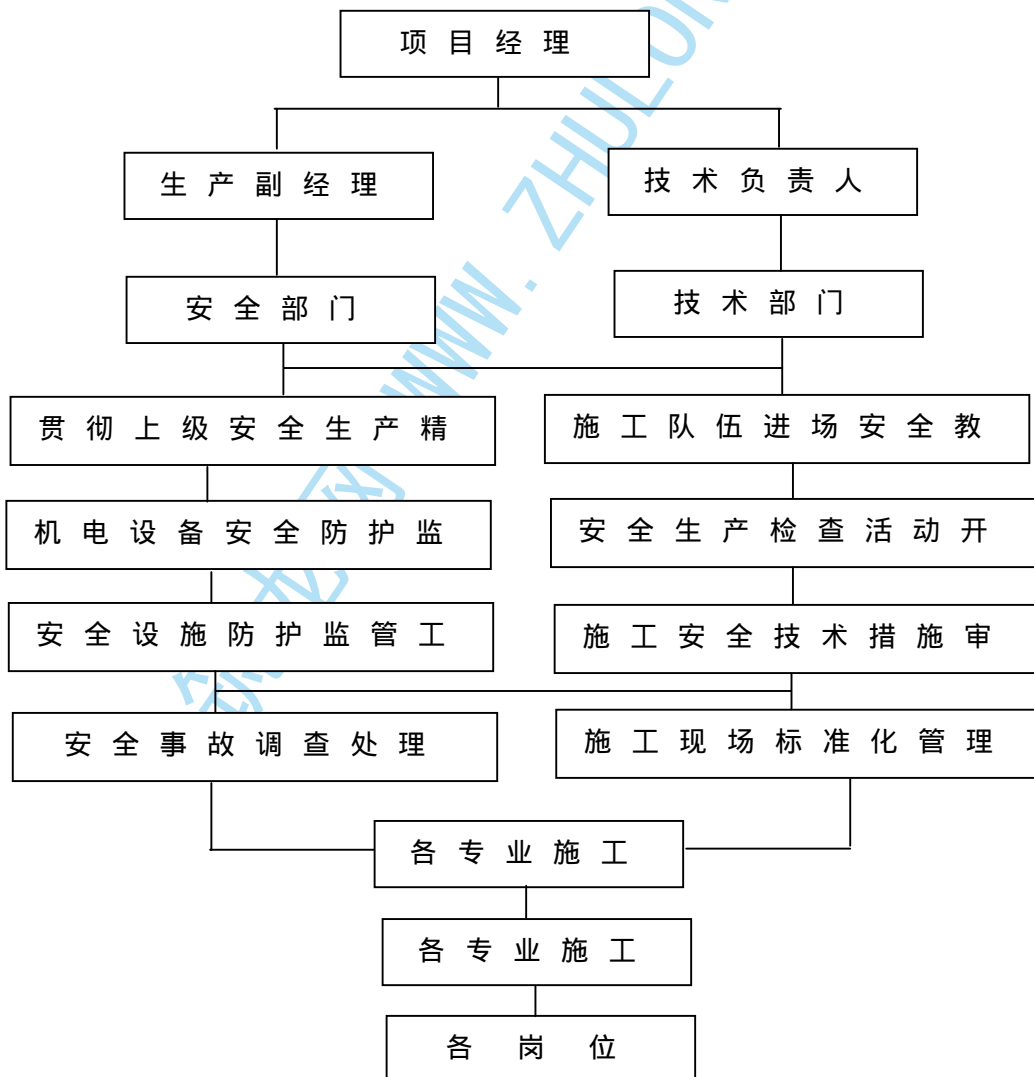 项目经理
生产副经理
技术负责人
安全部门
技术部门
贯彻上级安全生产精
施工队伍进场安全教
机电设备安全防护监
安全生产检查活动开
安全设施防护监管工
施工安全技术措施审
安全事故调查处理
施工现场标准化管理
各专业施工
各专业施工
各岗位
WWW. ZHULON